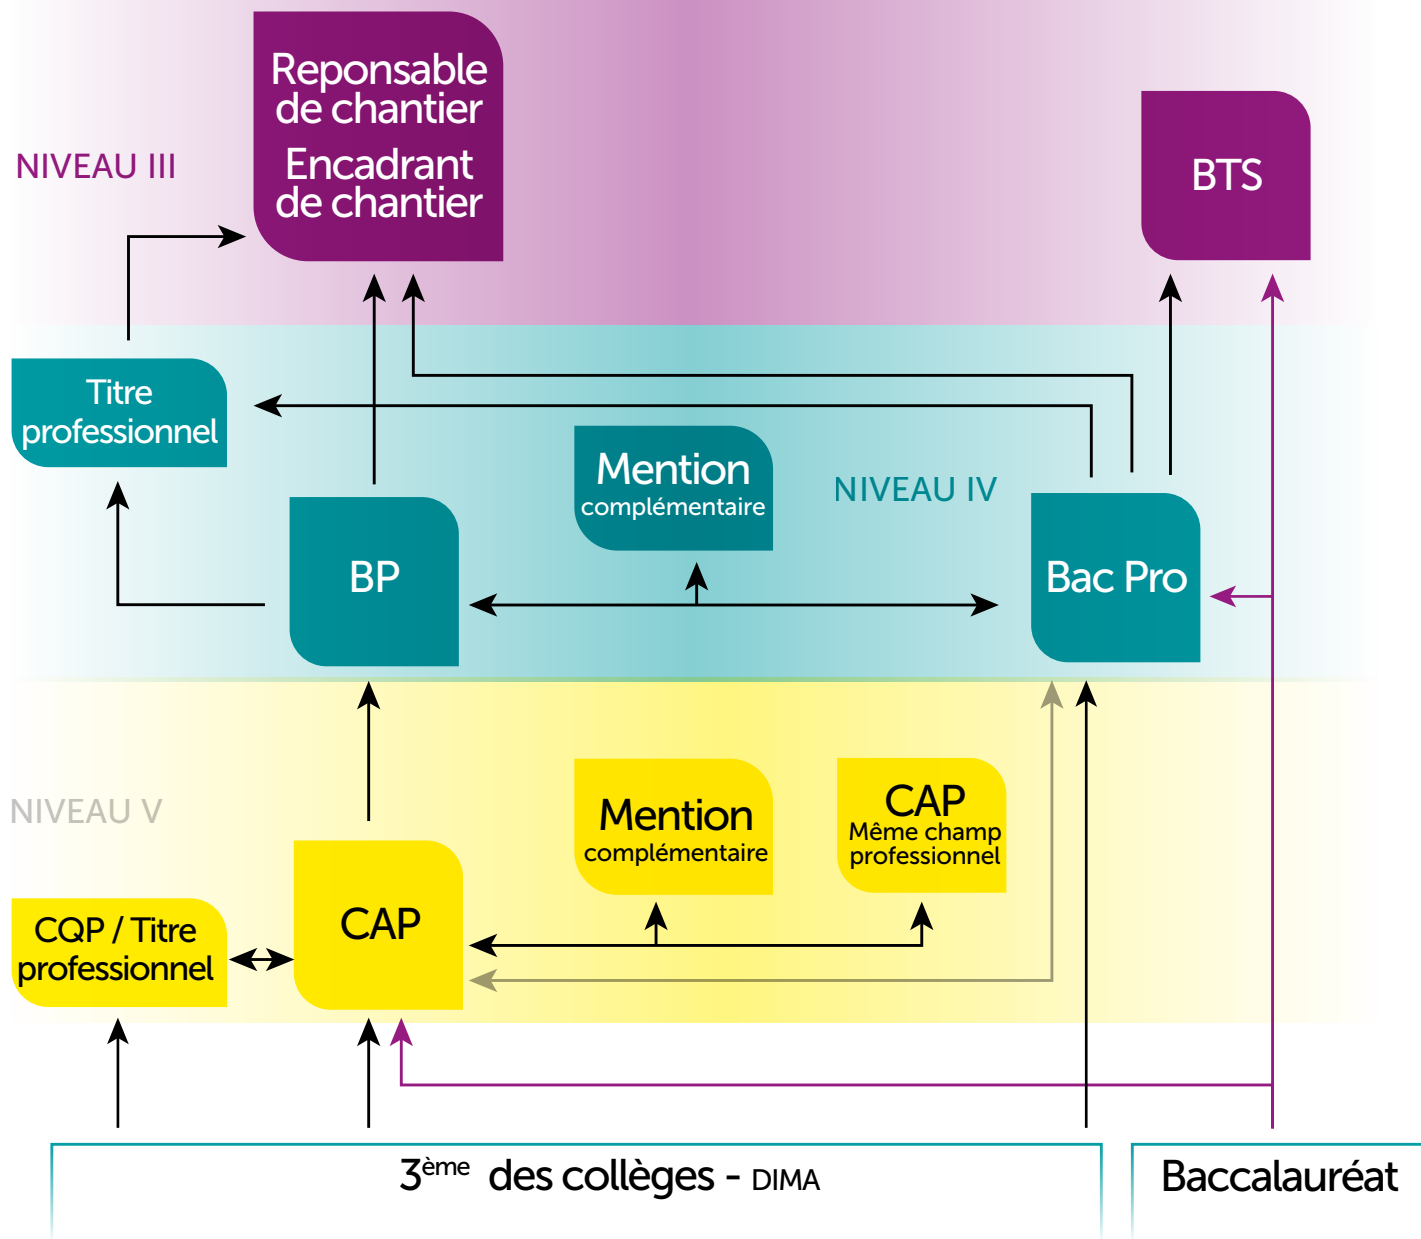 Reponsable
de chantier
Encadrant
de chantier
NIVEAU III
BTS
Titre
professionnel
Mention
complémentaire
NIVEAU IV
BP
Bac Pro
NIVEAU V
Mention
complémentaire
CAP
Même champ
professionnel
CQP / Titre
professionnel
CAP
3ème des collèges - DIMA
Baccalauréat